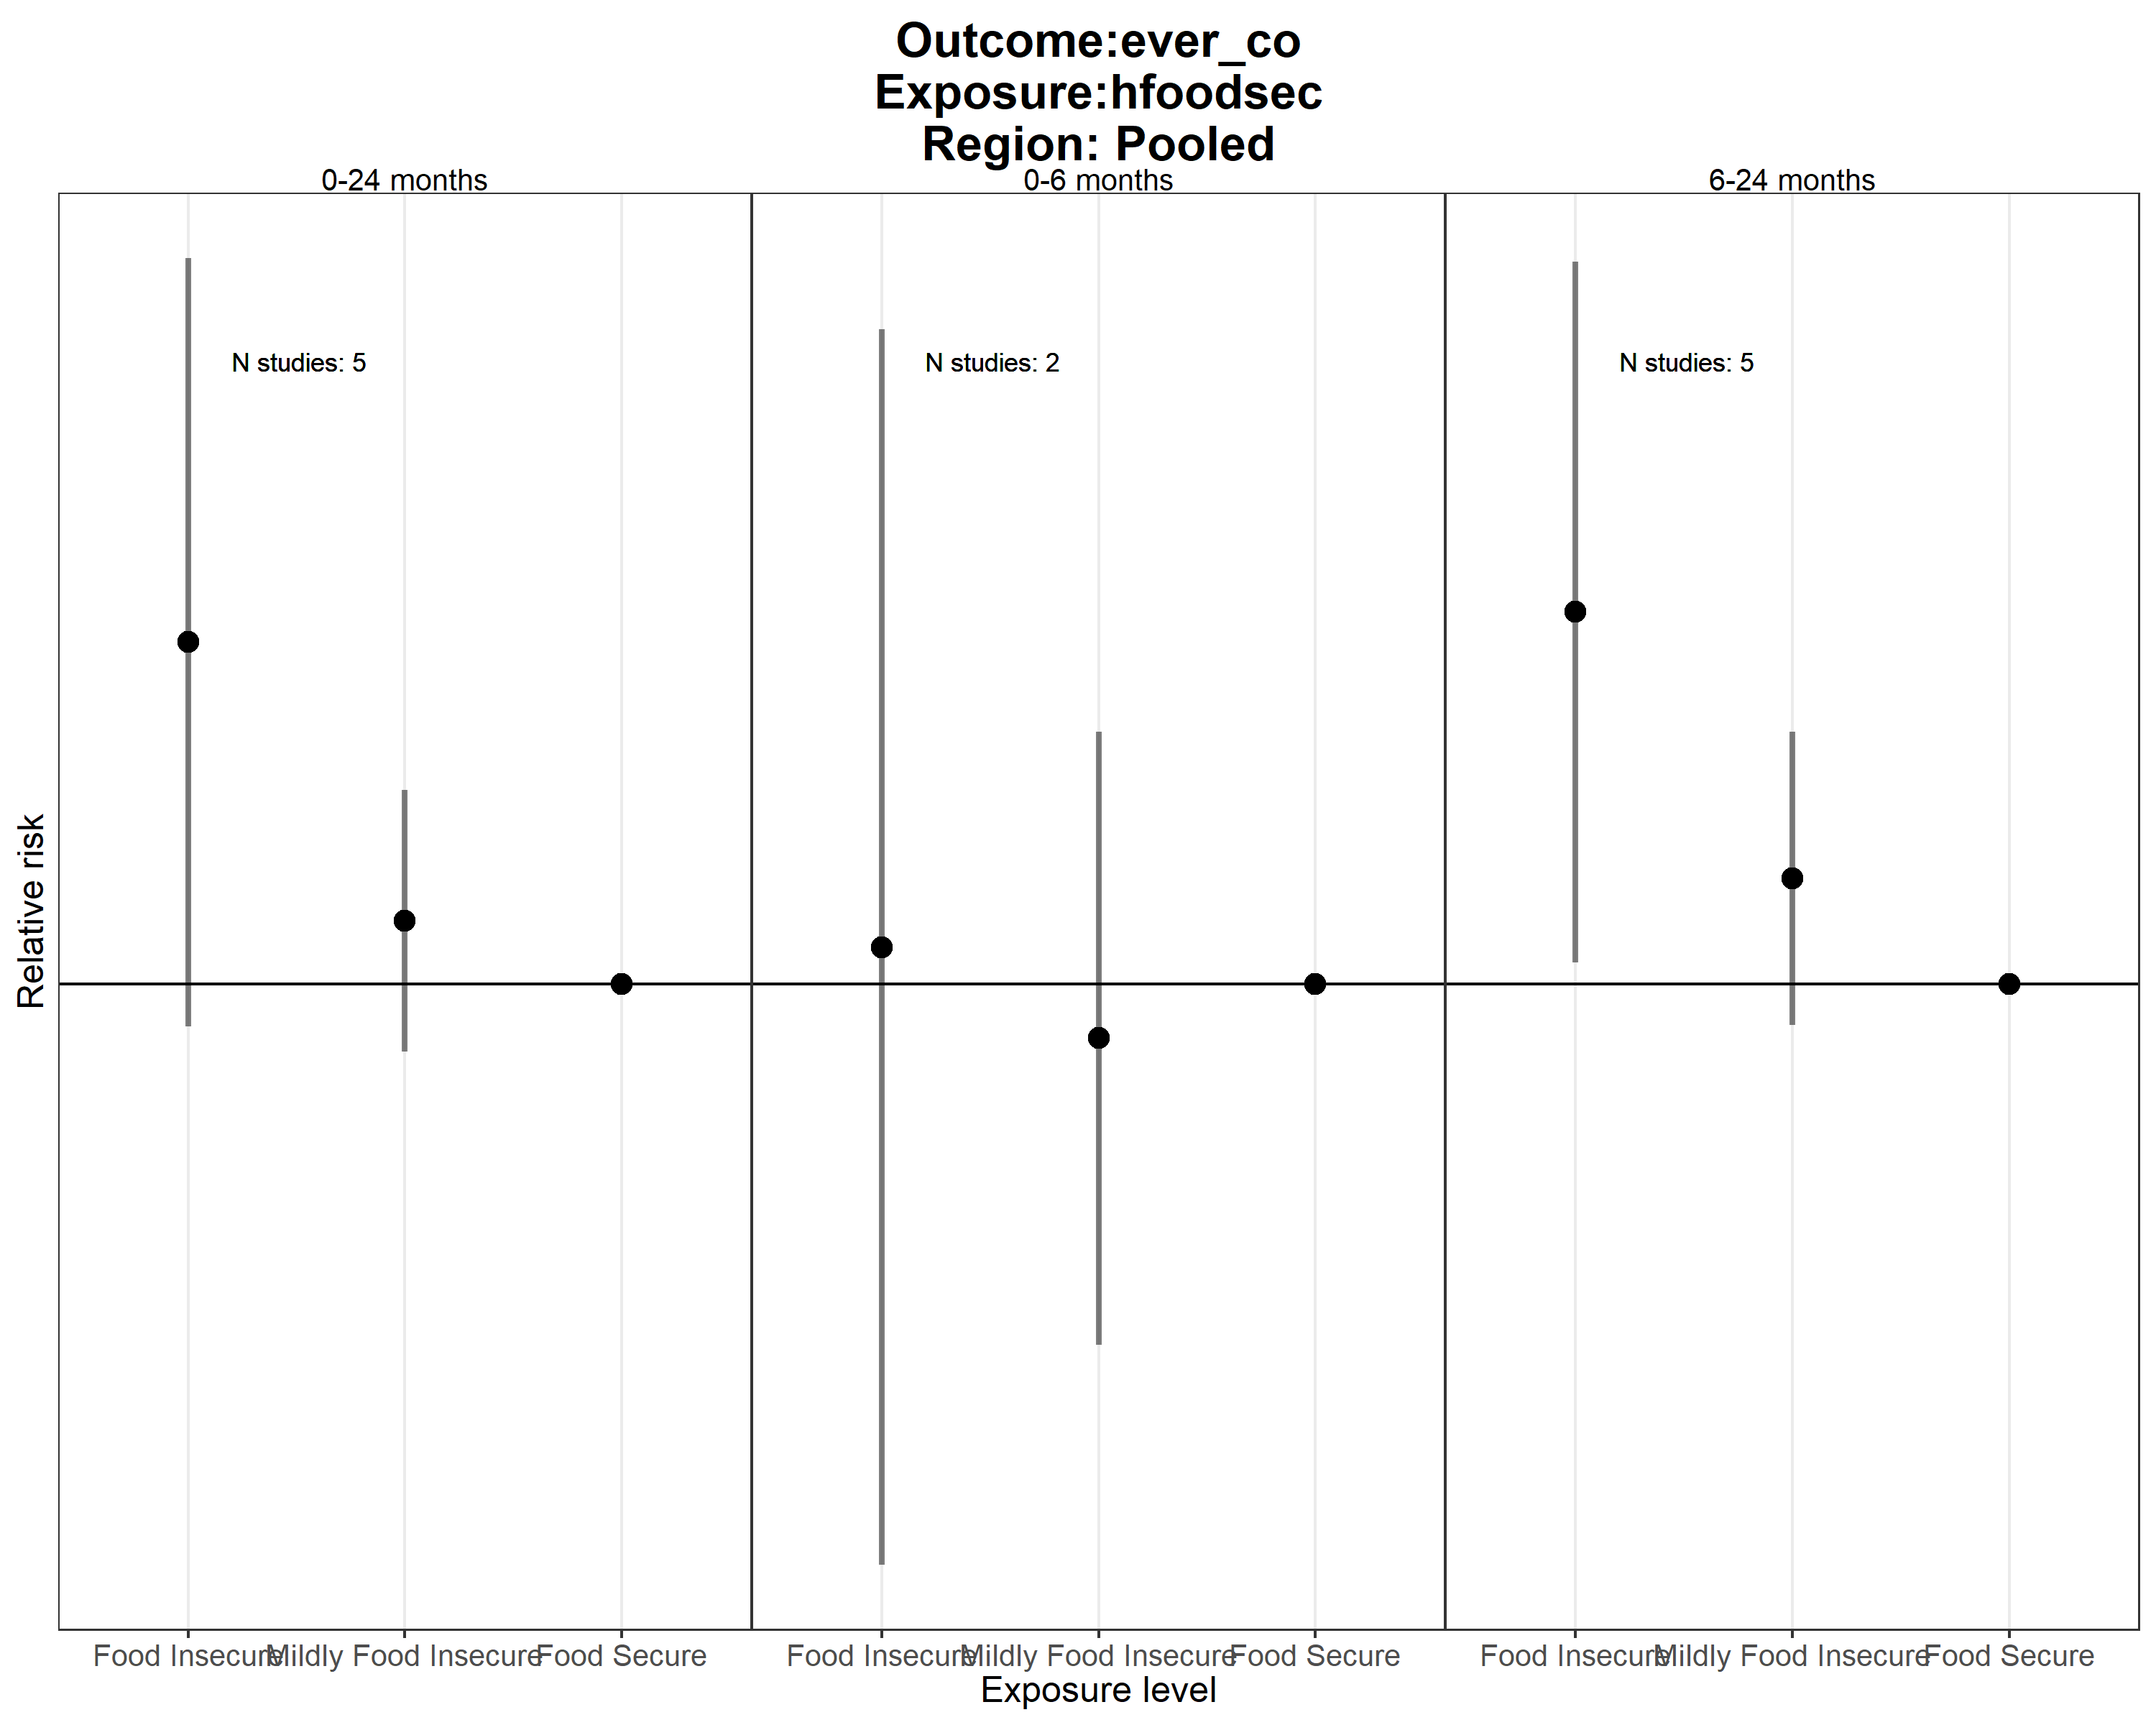 Outcome:ever_co
Exposure:hfoodsec
Region: Pooled
0-24 months
0-6 months
6-24 months
N studies: 5
N studies: 2
N studies: 5
Relative risk
Food Insecure
Mildly Food Insecure
Food Secure
Food Insecure
Mildly Food Insecure
Food Secure
Food Insecure
Mildly Food Insecure
Food Secure
Exposure level